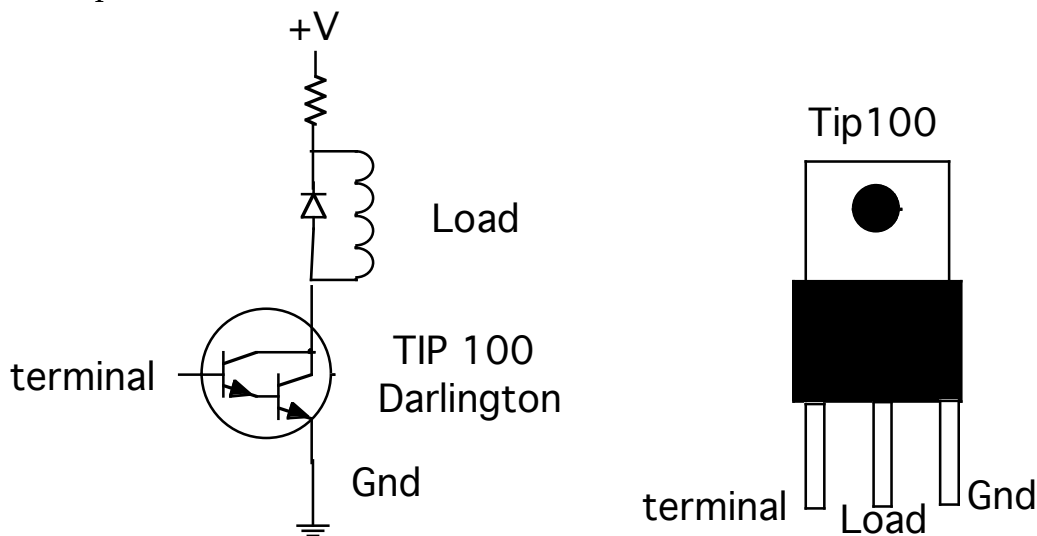 +V
Load
TIP 100
Darlington
terminal
Gnd
Tip100
terminal
Load
Gnd